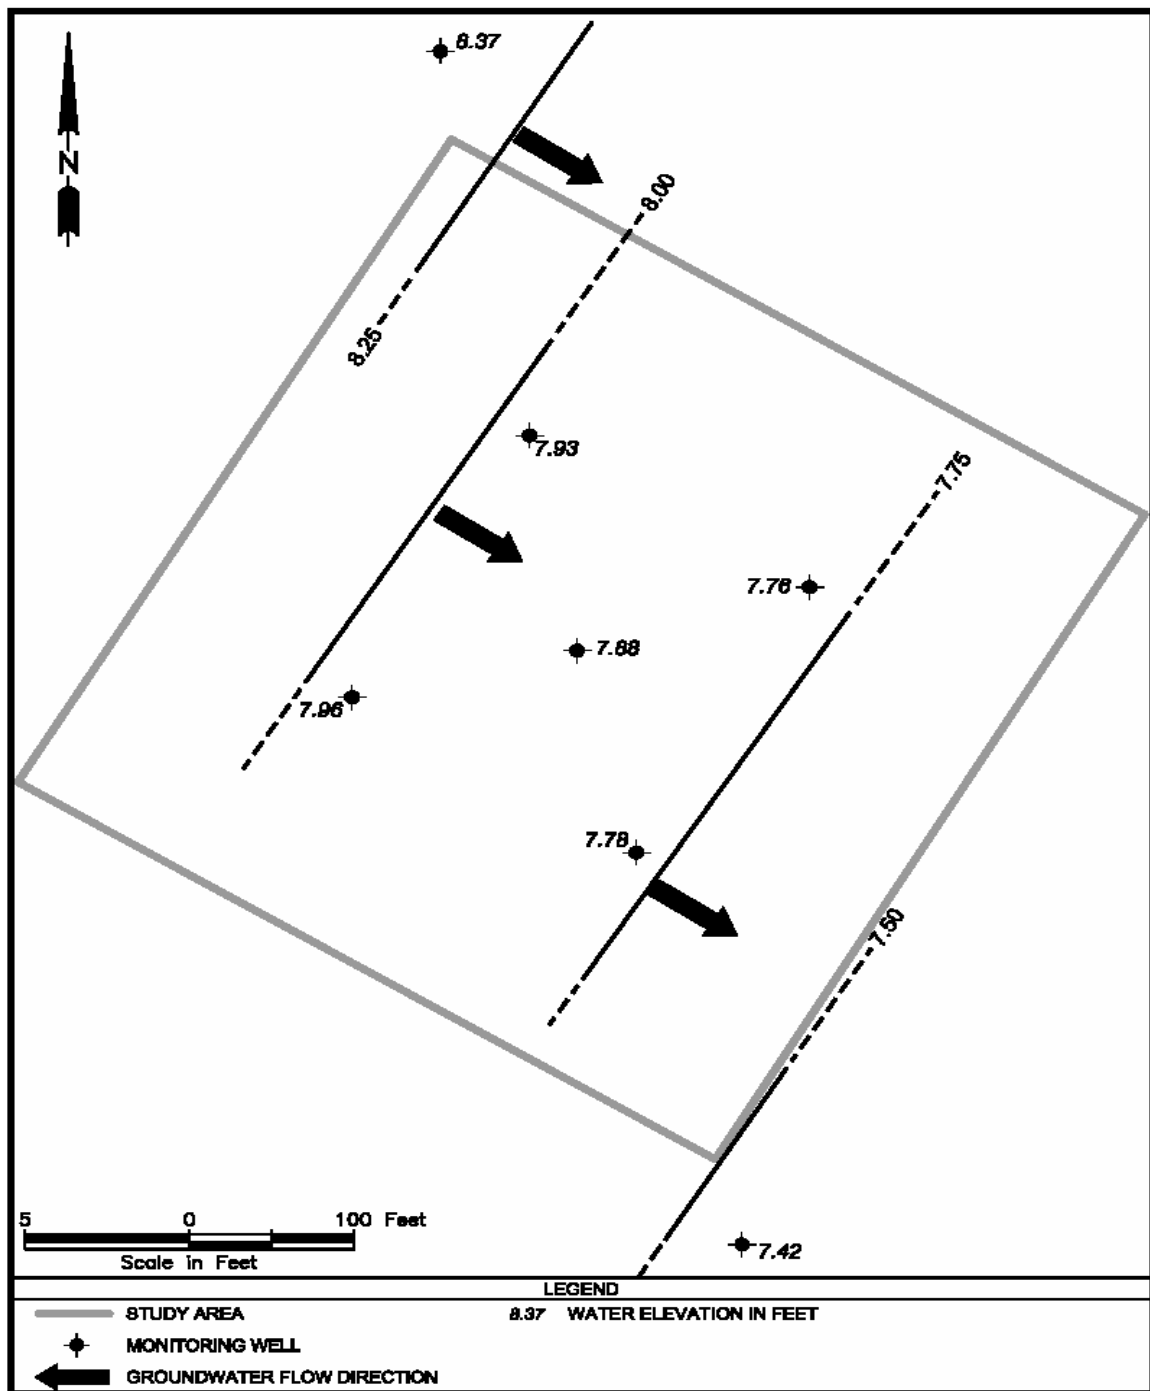 8.37
N
8.00
8.25
7.93
7.75
7.76
7.88
7.96
7.78
7.50
5 0 100 Feet
Scale in Feet
7.42
LEGEND
STUDY AREA 8.37 WATER ELEVATION IN FEET
MONITORING WELL
GROUNDWATER FLOW DIRECTION